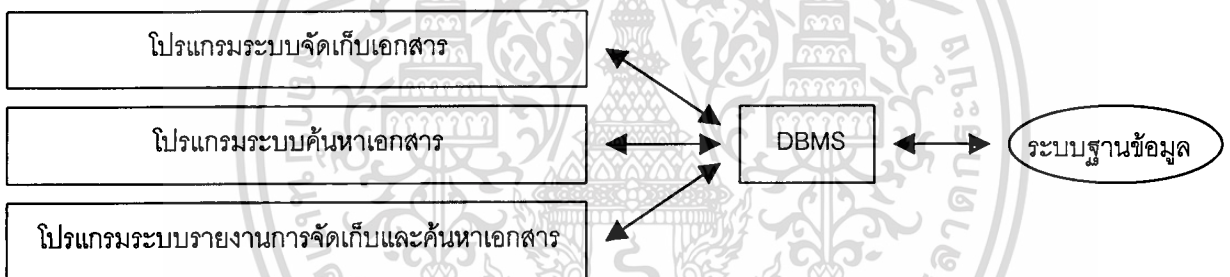 โปรแกรมระบบจัดเก็บเอกสาร
โปรแกรมระบบค้นหาเอกสาร
DBMS
ระบบฐานข้อมูล
โปรแกรมระบบรายงานการจัดเก็บและค้นหาเอกสาร